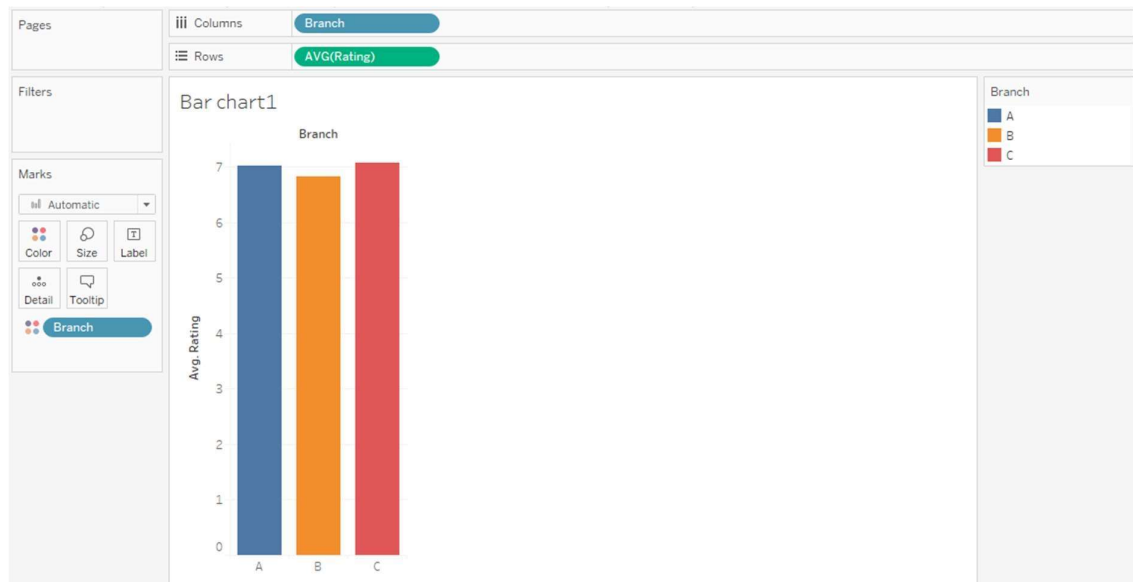 Pages
Columns
Branch
Rows
AVG(Rating)
Filters
Marks
Automatic
Color
Size
Label
Detail
Tooltip
Branch
Bar chart1
Branch
Avg. Rating
7
6
5
4
3
2
1
0
A
B
C
Branch
A
B
C